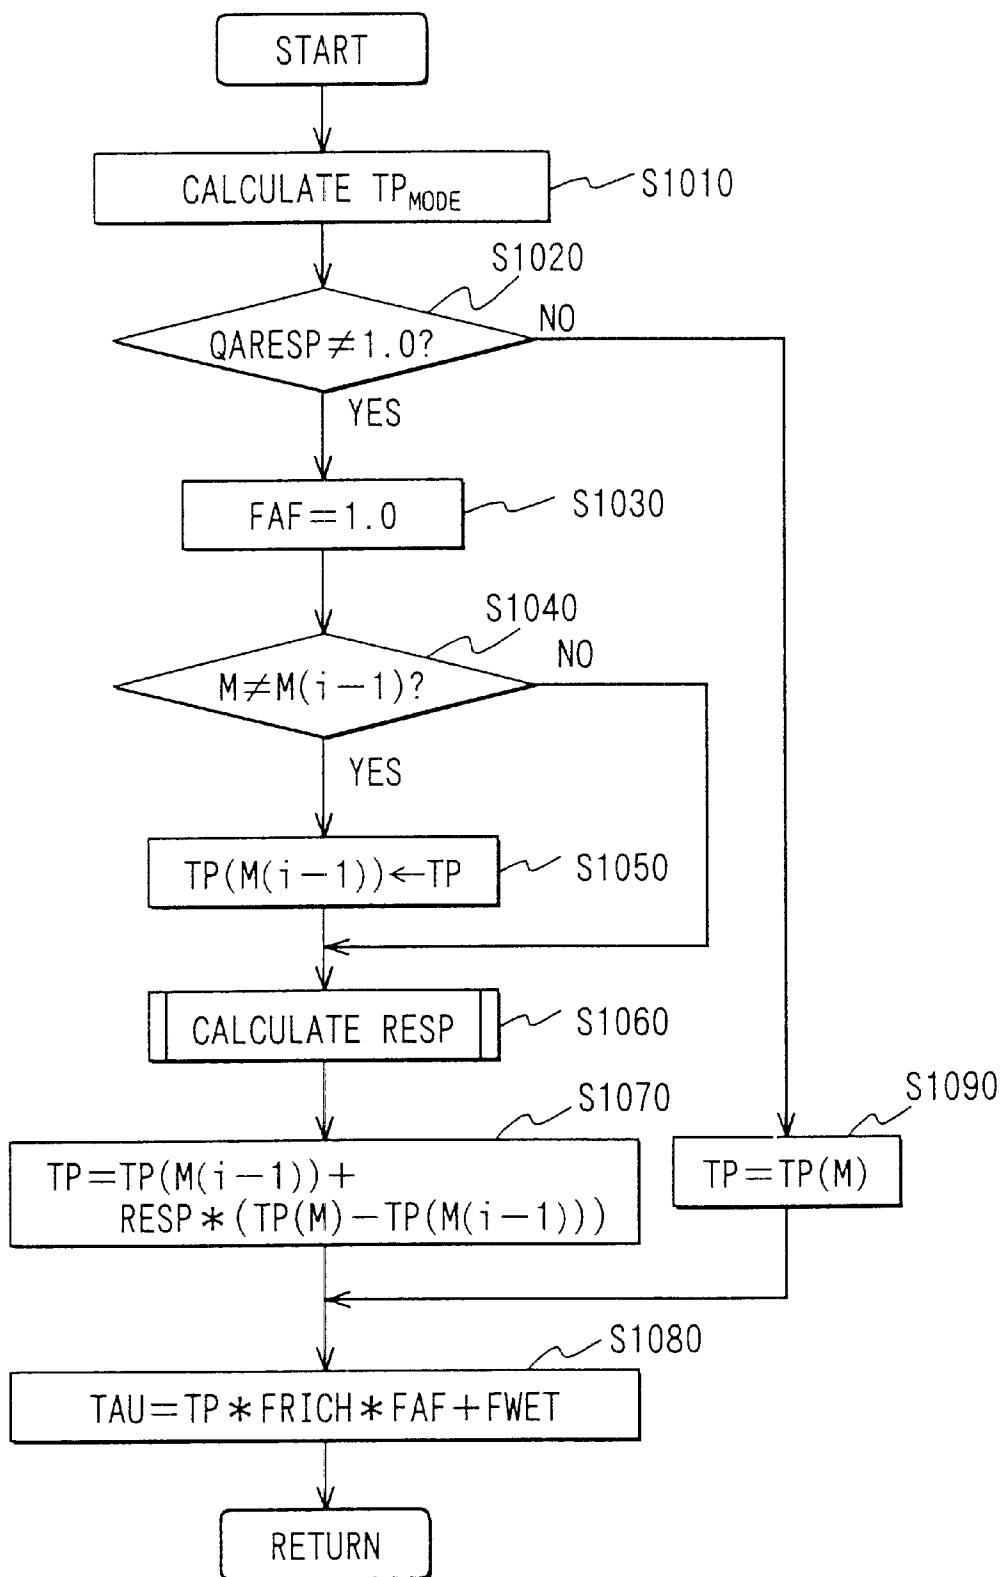 START
CALCULATE TP_MODE
S1010
S1020
QARESP≠1.0?
NO
YES
FAF=1.0
S1030
S1040
M≠M(i−1)?
NO
YES
TP(M(i−1))←TP
S1050
CALCULATE RESP
S1060
S1070
TP=TP(M(i−1))+
RESP*(TP(M)−TP(M(i−1)))
S1090
TP=TP(M)
S1080
TAU=TP*FRICH*FAF+FWET
RETURN